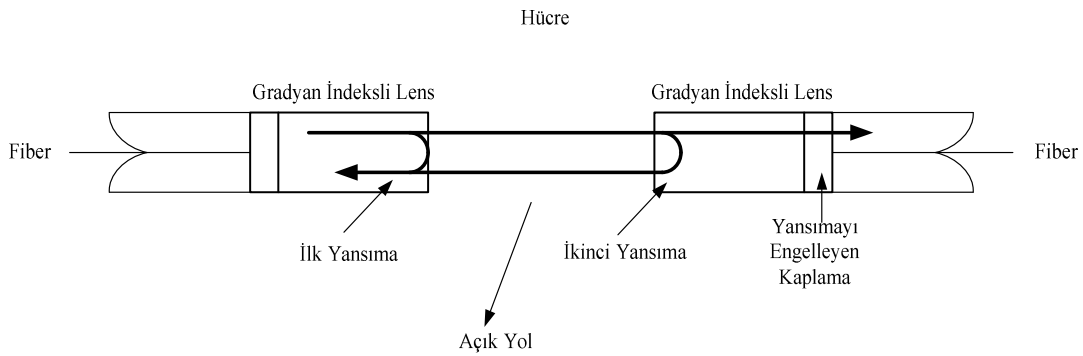 Hücre
Gradyan İndeksli Lens
Gradyan İndeksli Lens
Fiber
Fiber
İlk Yansıma
İkinci Yansıma
Yansımayı
Engelleyen
Kaplama
Açık Yol